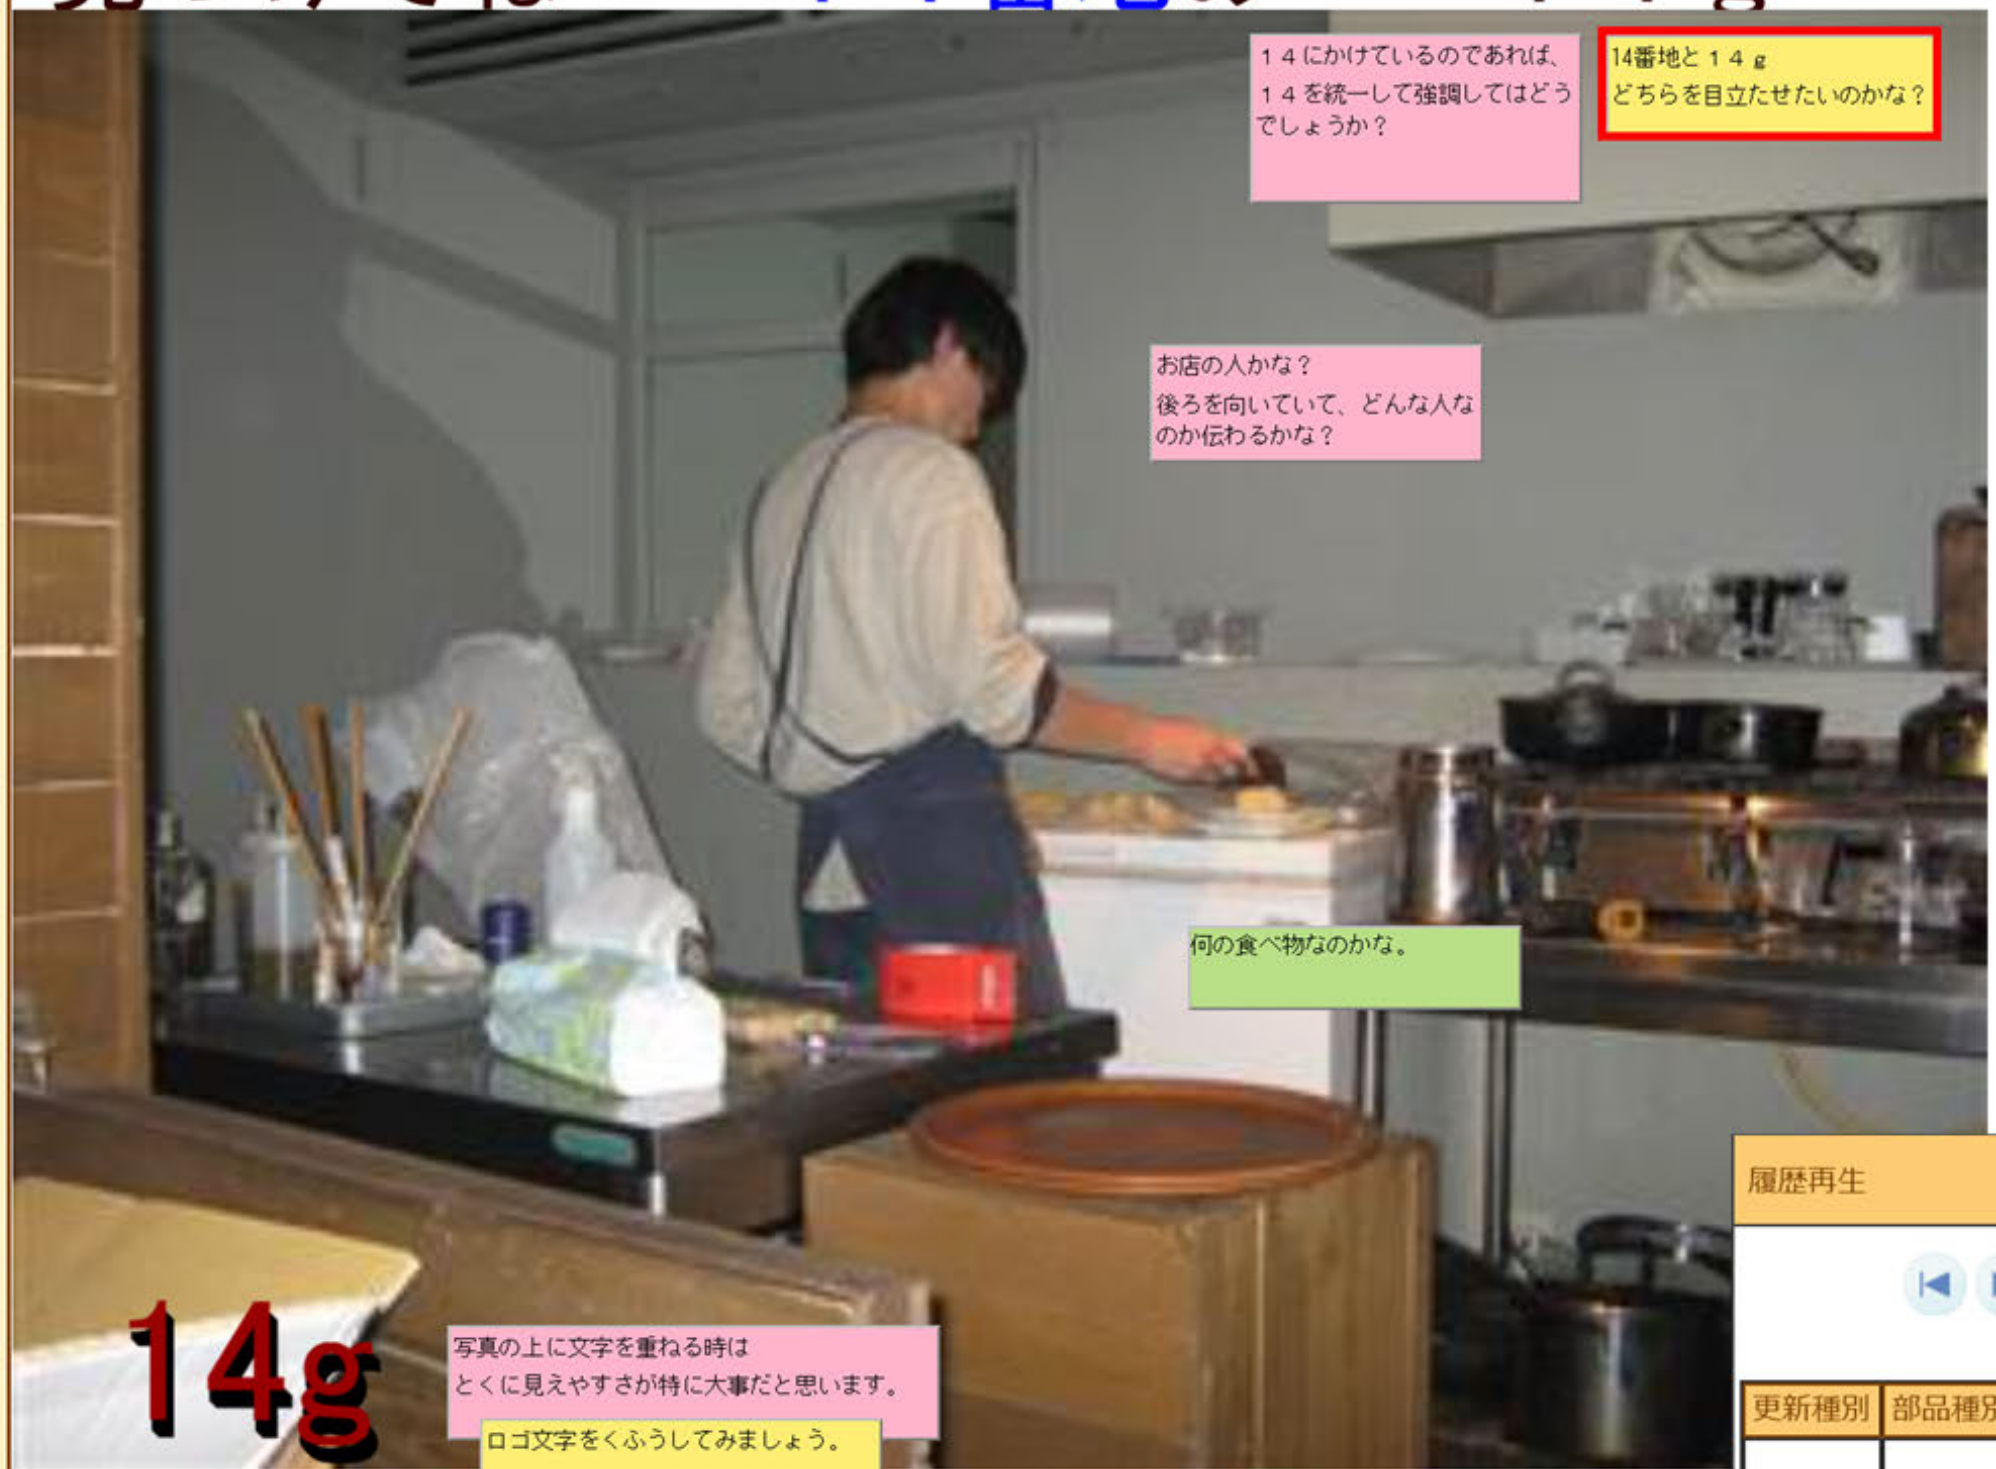 14にかけているのであれば、
14を統一して強調してはどう
でしょうか？
14番地と14g
どちらを目立たせたいのかな？
お店の人かな？
後ろを向いていて、どんな人な
のか伝わるかな？
何の食べ物なのかな。
履歴再生
14g
写真の上に文字を重ねる時は
とくに見えやすさが特に大事だと思います。
ロゴ文字をくふうしてみましょう。
更新種別 部品種別